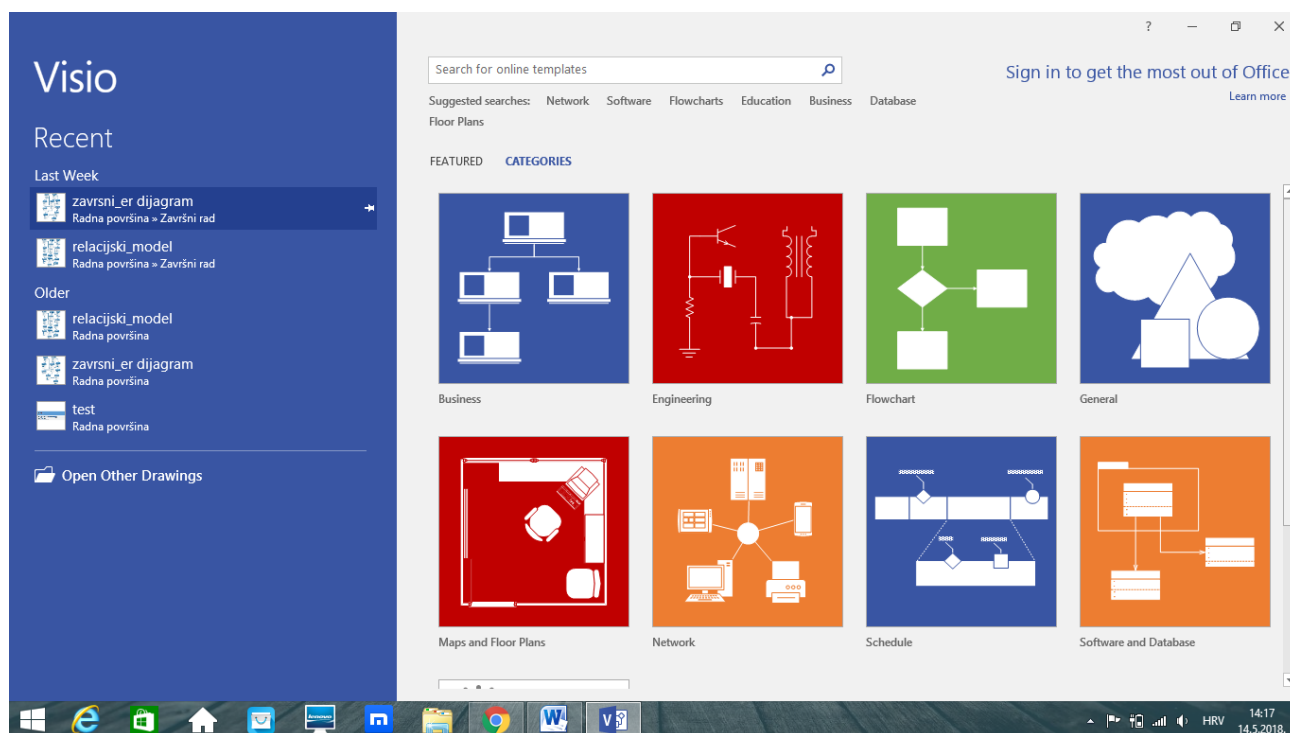 Visio
Recent
Last Week
zavrsni_er dijagram
Radna površina » Završni rad
relacijski_model
Radna površina » Završni rad
Older
relacijski_model
Radna površina
zavrsni_er dijagram
Radna površina
test
Radna površina
Open Other Drawings
?
Search for online templates
Sign in to get the most out of Office
Learn more
Suggested searches: Network Software Flowcharts Education Business Database
Floor Plans
FEATURED CATEGORIES
Business Engineering Flowchart General
Maps and Floor Plans Network Schedule Software and Database
lenovo
HRV
14:17
14.5.2018.